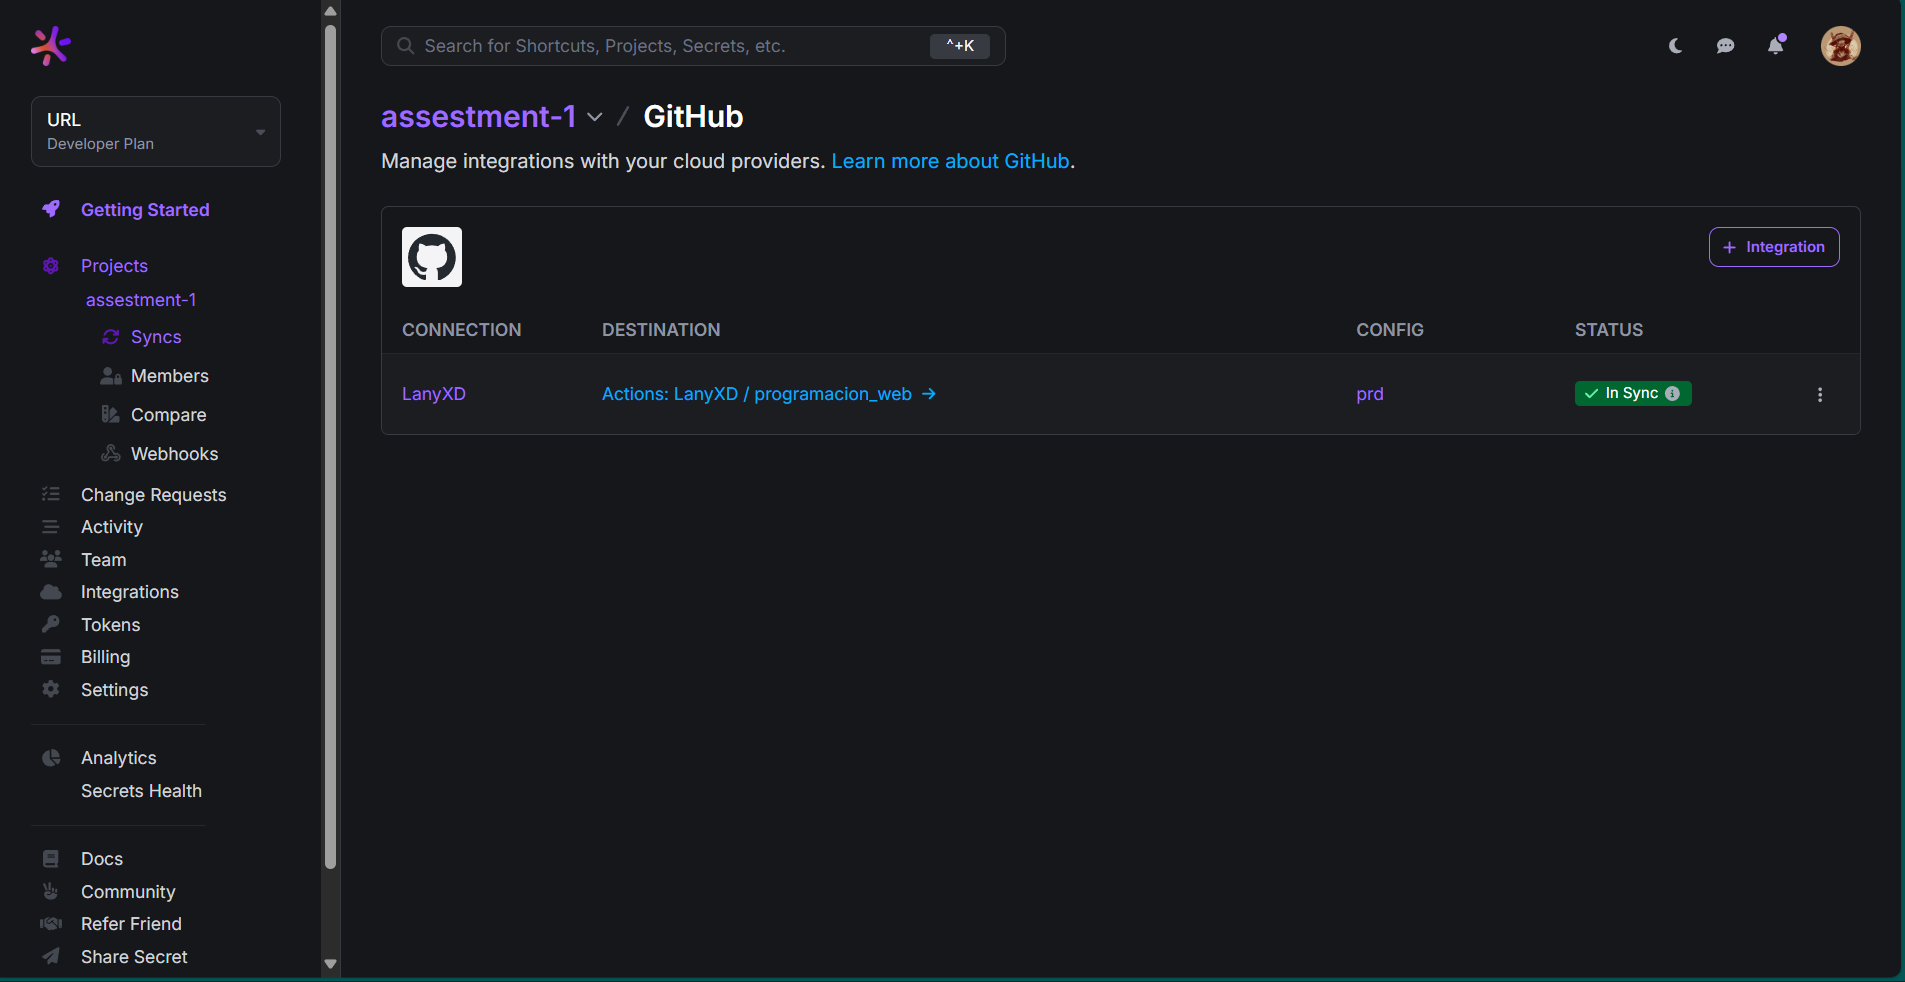 Search for Shortcuts, Projects, Secrets, etc.
^+K
URL
Developer Plan
Getting Started
Projects
assestment-1
Syncs
Members
Compare
Webhooks
Change Requests
Activity
Team
Integrations
Tokens
Billing
Settings
Analytics
Secrets Health
Docs
Community
Refer Friend
Share Secret
assestment-1 / GitHub
Manage integrations with your cloud providers. Learn more about GitHub.
+ Integration
CONNECTION DESTINATION CONFIG STATUS
LanyXD Actions: LanyXD / programacion_web → prd In Sync